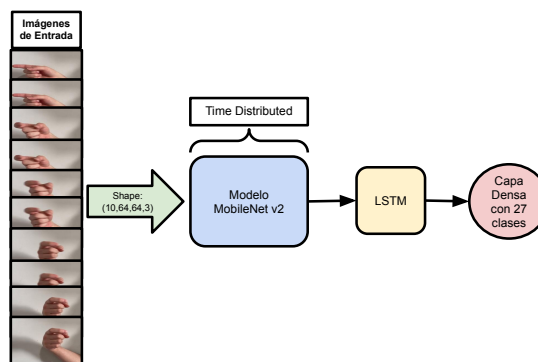 Imágenes
de Entrada
Time Distributed
Shape:
(10,64,64,3)
Modelo
MobileNet v2
LSTM
Capa
Densa
con 27
clases